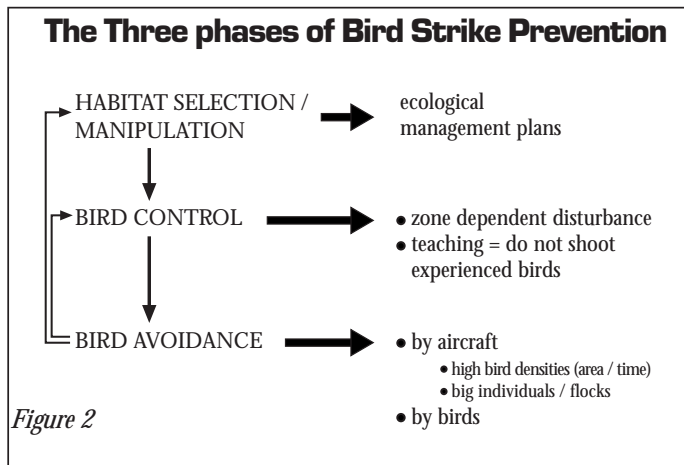 The Three phases of Bird Strike Prevention
HABITAT SELECTION /
MANIPULATION
ecological
management plans
BIRD CONTROL
• zone dependent disturbance
• teaching = do not shoot
experienced birds
BIRD AVOIDANCE
• by aircraft
• high bird densities (area / time)
• big individuals / flocks
• by birds
Figure 2